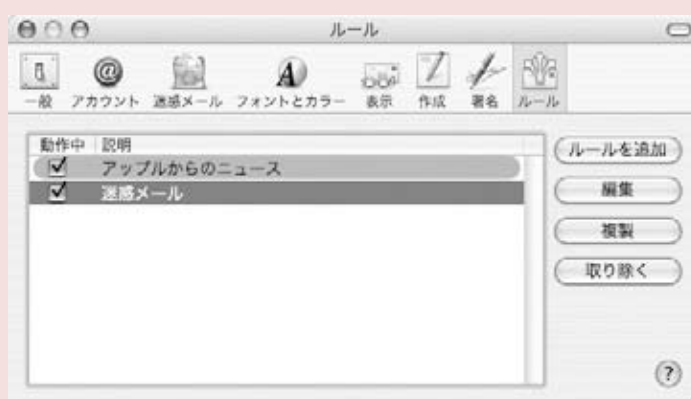 ルール
一般 アカウント 迷惑メール フォントとカラー 表示 作成 署名 ルール
動作中 説明
アップルからのニュース
迷惑メール
ルールを追加
編集
複製
取り除く
?